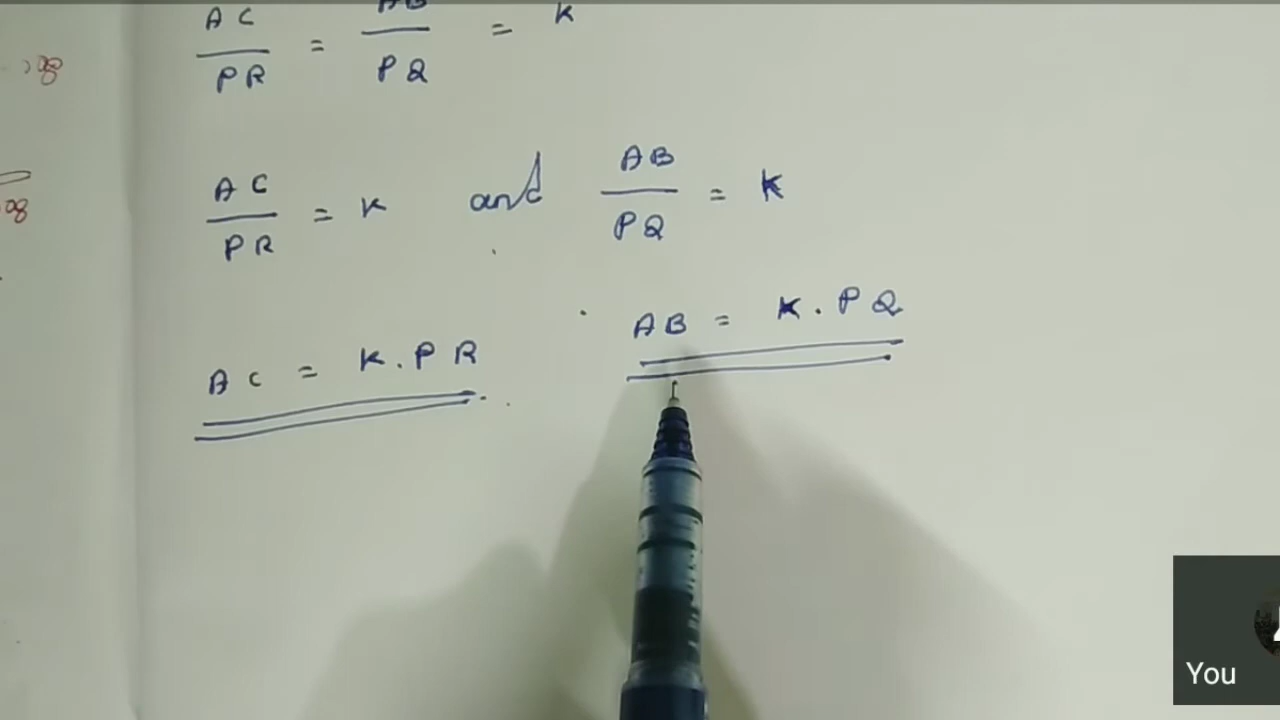 AC/PR = AB/PQ = K
AC/PR = K and AB/PQ = K
AC = K.PR
AB = K.PQ
You